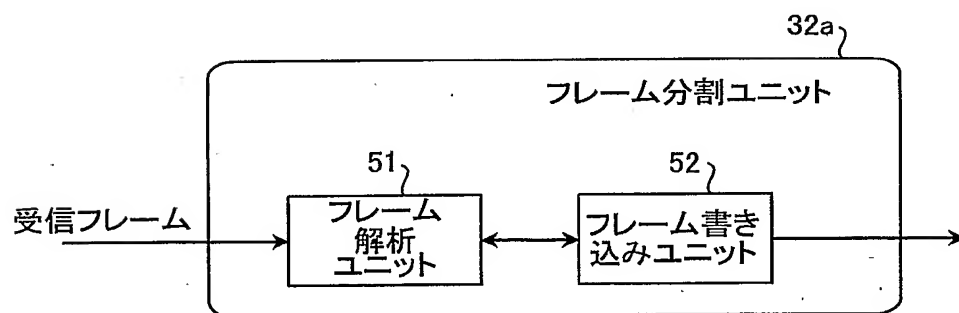 32a
フレーム分割ユニット
51
52
受信フレーム
フレーム
解析
ユニット
フレーム書き
込みユニット